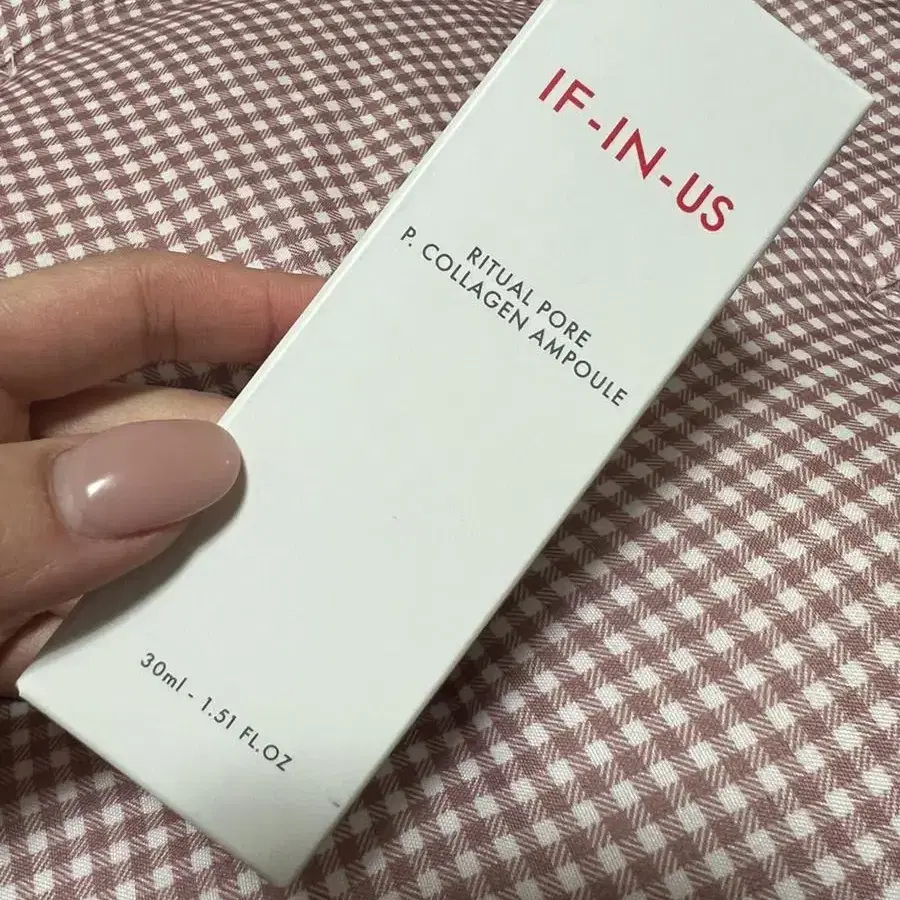 IF-IN-US
RITUAL PORE
P. COLLAGEN AMPOULE
30ml - 1.51 FL.OZ